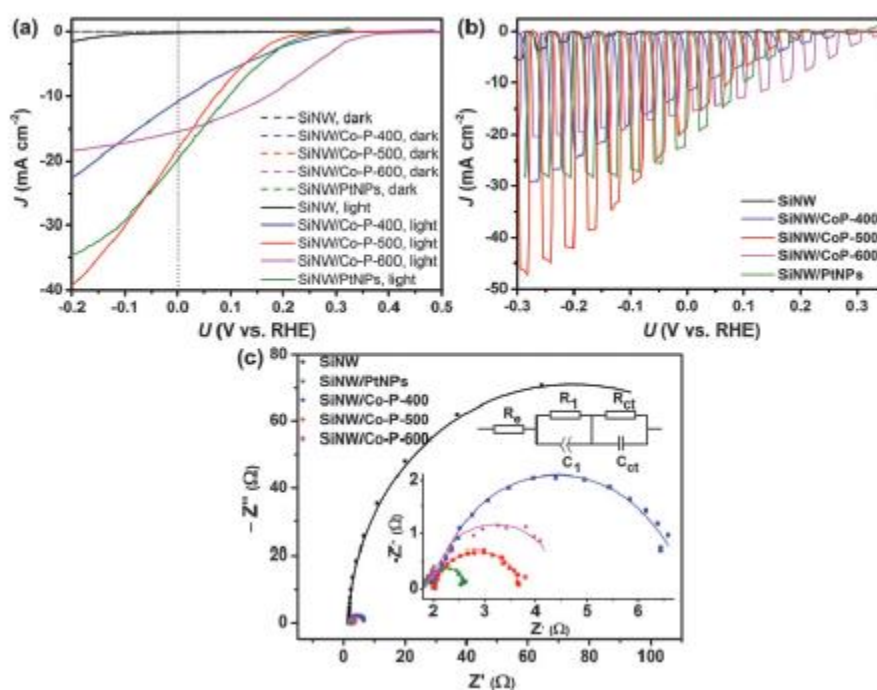 (a)
J (mA cm⁻²)
0
-10
-20
-30
-40
-0.2 -0.1 0.0 0.1 0.2 0.3 0.4 0.5
U (V vs. RHE)
SiNW, dark
SiNW/Co-P-400, dark
SiNW/Co-P-500, dark
SiNW/Co-P-600, dark
SiNW/PtNPs, dark
SiNW, light
SiNW/Co-P-400, light
SiNW/Co-P-500, light
SiNW/Co-P-600, light
SiNW/PtNPs, light
(b)
J (mA cm⁻²)
0
-10
-20
-30
-40
-50
-0.3 -0.2 -0.1 0.0 0.1 0.2 0.3
U (V vs. RHE)
SiNW
SiNW/CoP-400
SiNW/CoP-500
SiNW/CoP-600
SiNW/PtNPs
(c)
- Z'' (Ω)
80
60
40
20
0
0 20 40 60 80 100
Z' (Ω)
SiNW
SiNW/PtNPs
SiNW/Co-P-400
SiNW/Co-P-500
SiNW/Co-P-600
Re R1 Rct
C1 Cct
-Z'' (Ω)
2
1
0
2 3 4 5 6
Z' (Ω)